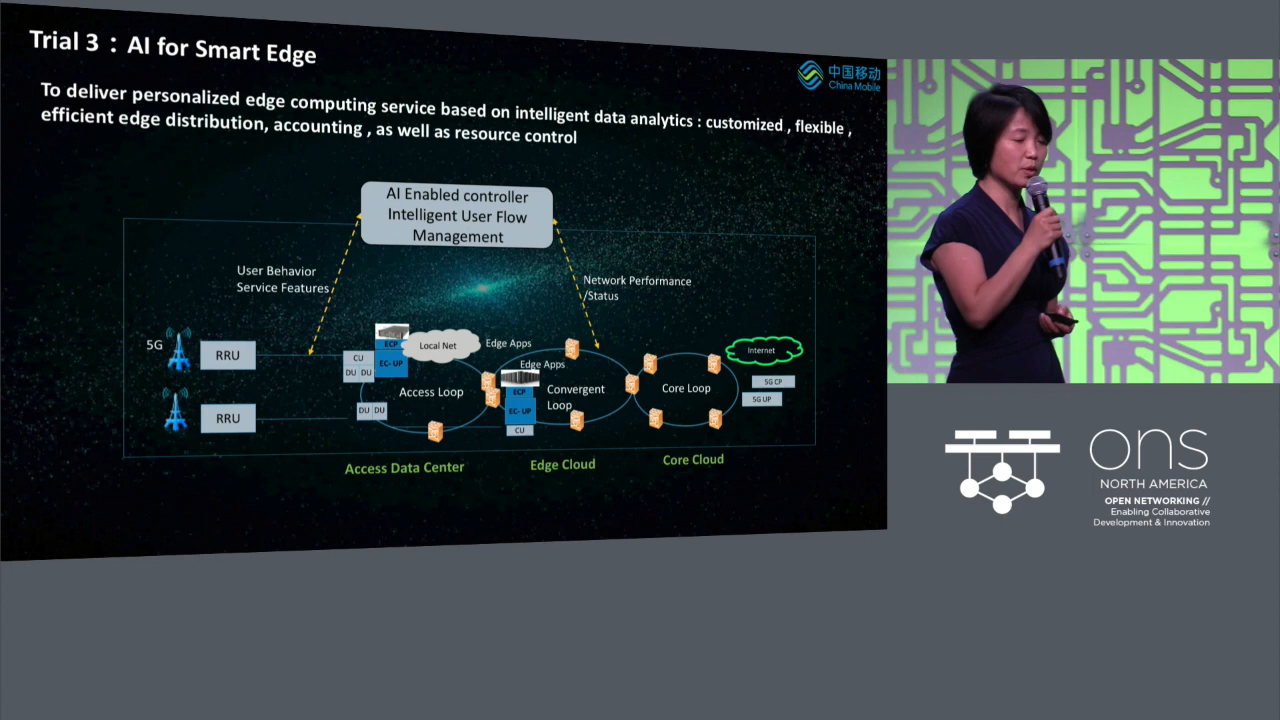 Trial 3：AI for Smart Edge
中国移动
China Mobile
To deliver personalized edge computing service based on intelligent data analytics : customized , flexible ,
efficient edge distribution, accounting , as well as resource control
AI Enabled controller
Intelligent User Flow
Management
User Behavior
Service Features
Network Performance
/Status
5G
RRU
CU
DU DU
ECP
EC- UP
Local Net
Edge Apps
Edge Apps
Internet
Access Loop
ECP
EC- UP
CU
Convergent
Loop
Core Loop
5G CP
5G UP
RRU
DU DU
Access Data Center
Edge Cloud
Core Cloud
ons
NORTH AMERICA
OPEN NETWORKING //
Enabling Collaborative
Development & Innovation